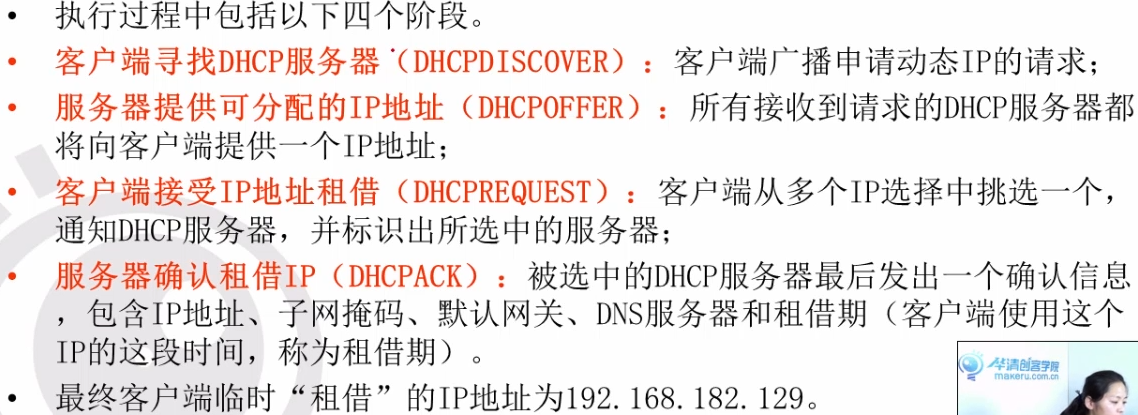 • 执行过程中包括以下四个阶段。
• 客户端寻找DHCP服务器（DHCPDISCOVER）：客户端广播申请动态IP的请求；
• 服务器提供可分配的IP地址（DHCPOFFER）：所有接收到请求的DHCP服务器都
将向客户端提供一个IP地址；
• 客户端接受IP地址租借（DHCPREQUEST）：客户端从多个IP选择中挑选一个，
通知DHCP服务器，并标识出所选中的服务器；
• 服务器确认租借IP（DHCPACK）：被选中的DHCP服务器最后发出一个确认信息
，包含IP地址、子网掩码、默认网关、DNS服务器和租借期（客户端使用这个
IP的这段时间，称为租借期）。
• 最终客户端临时“租借”的IP地址为192.168.182.129。
华清创客学院
makeru.com.cn